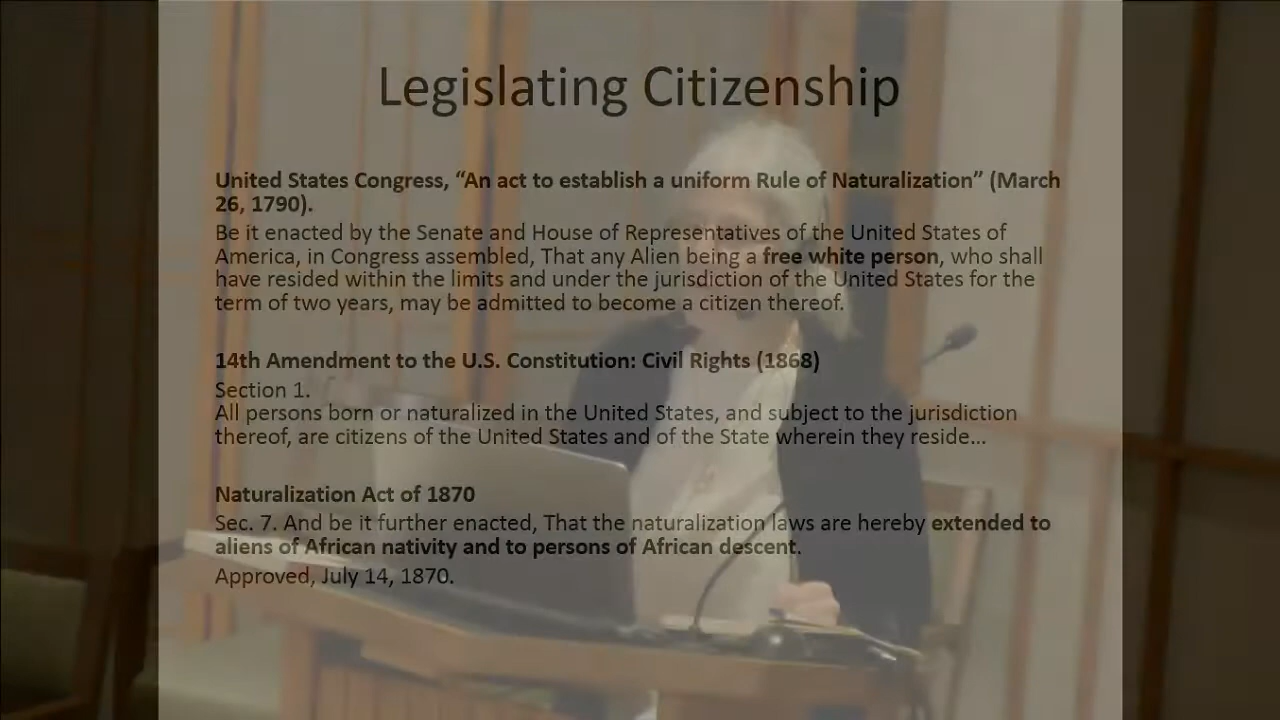 Legislating Citizenship
United States Congress, “An act to establish a uniform Rule of Naturalization” (March
26, 1790).
Be it enacted by the Senate and House of Representatives of the United States of
America, in Congress assembled, That any Alien being a free white person, who shall
have resided within the limits and under the jurisdiction of the United States for the
term of two years, may be admitted to become a citizen thereof.
14th Amendment to the U.S. Constitution: Civil Rights (1868)
Section 1.
All persons born or naturalized in the United States, and subject to the jurisdiction
thereof, are citizens of the United States and of the State wherein they reside…
Naturalization Act of 1870
Sec. 7. And be it further enacted, That the naturalization laws are hereby extended to
aliens of African nativity and to persons of African descent.
Approved, July 14, 1870.